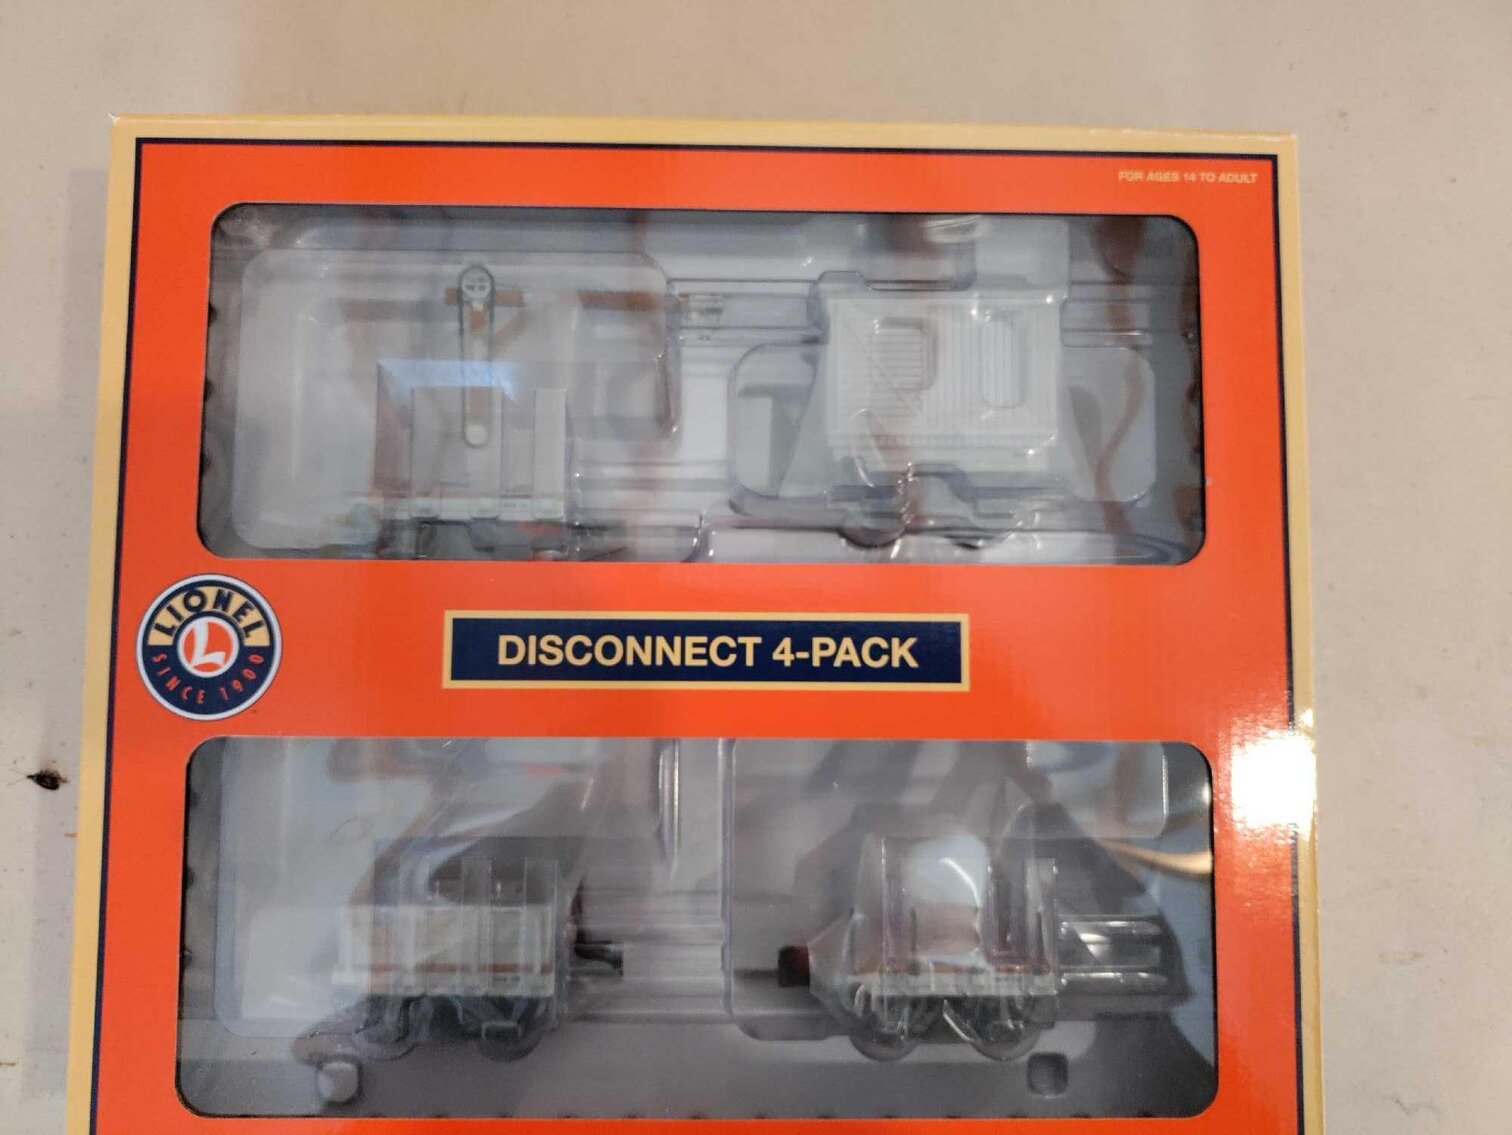 FOR AGES 14 TO ADULT
LIONEL
L
SINCE 1900
DISCONNECT 4-PACK